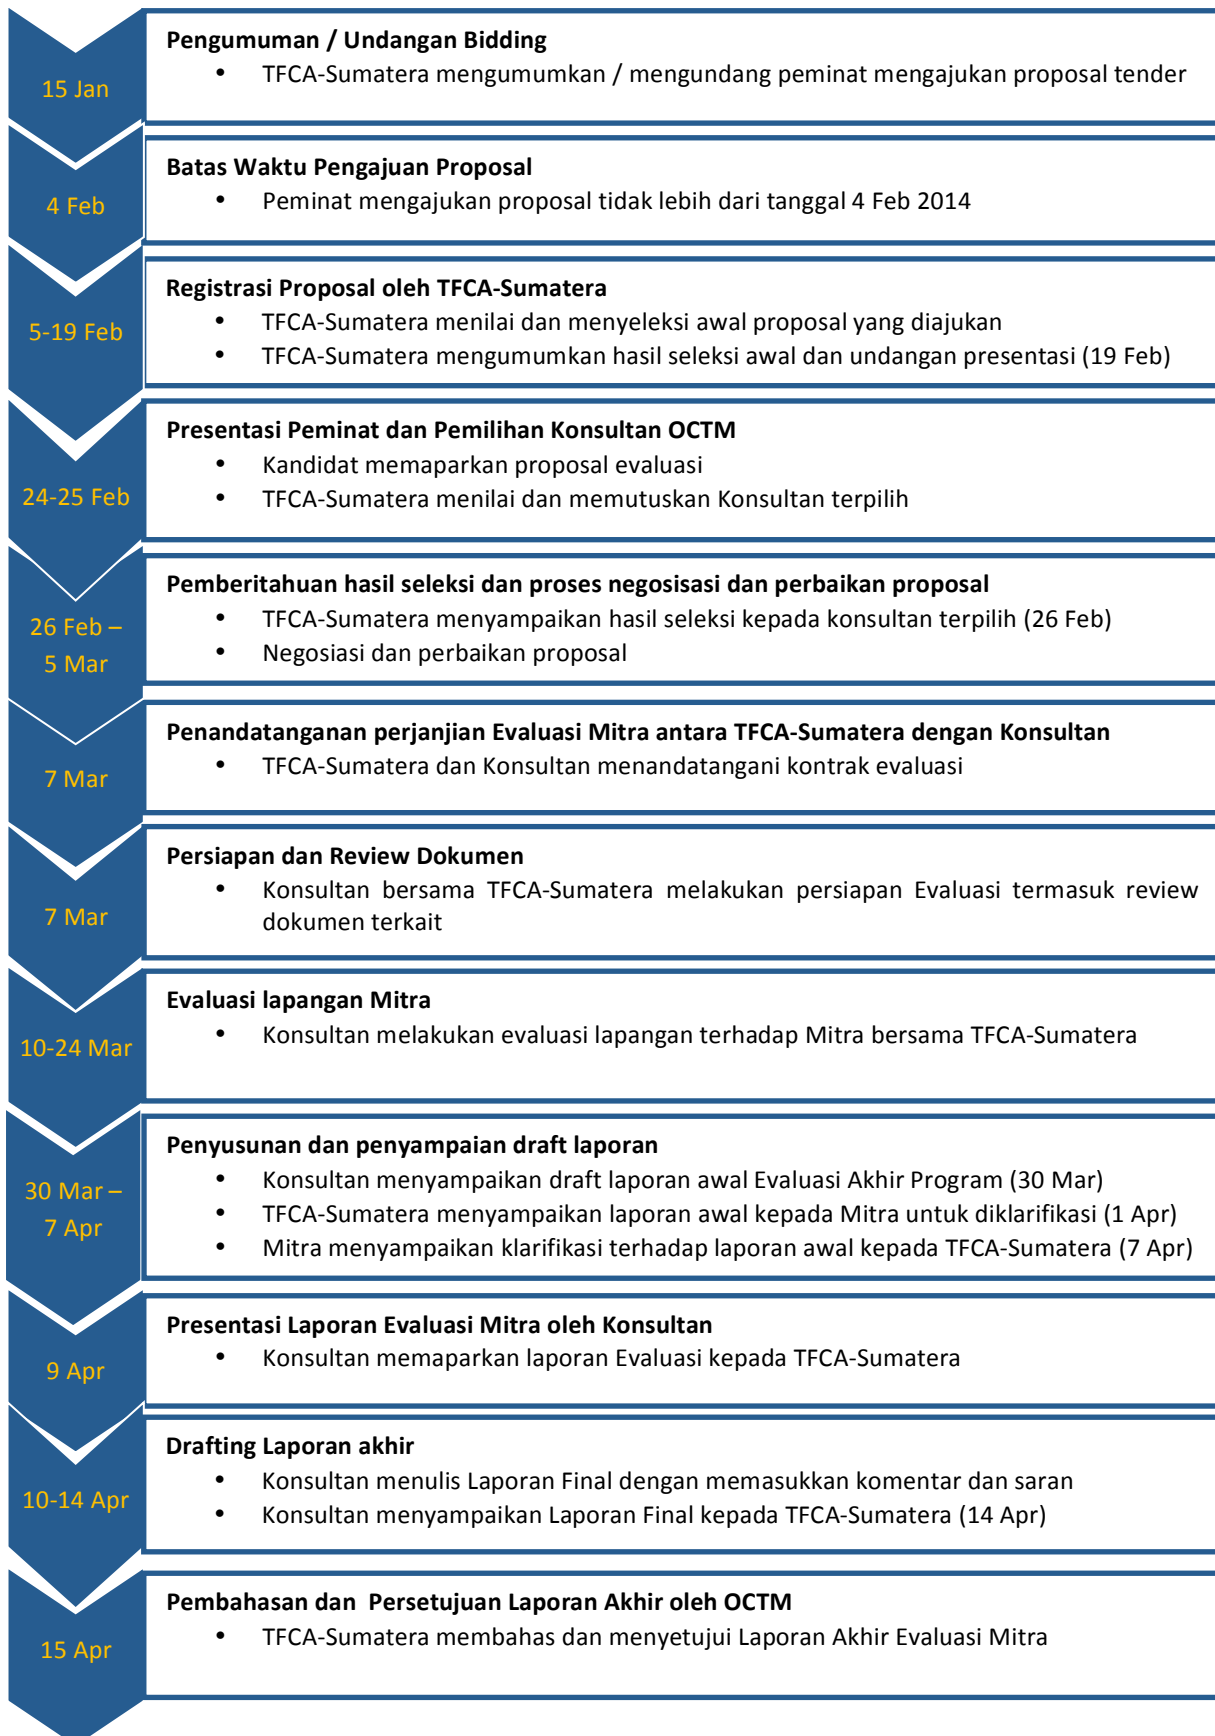 Pengumuman / Undangan Bidding
• TFCA-Sumatera mengumumkan / mengundang peminat mengajukan proposal tender
15 Jan
Batas Waktu Pengajuan Proposal
• Peminat mengajukan proposal tidak lebih dari tanggal 4 Feb 2014
4 Feb
Registrasi Proposal oleh TFCA-Sumatera
• TFCA-Sumatera menilai dan menyeleksi awal proposal yang diajukan
5-19 Feb
• TFCA-Sumatera mengumumkan hasil seleksi awal dan undangan presentasi (19 Feb)
Presentasi Peminat dan Pemilihan Konsultan OCTM
• Kandidat memaparkan proposal evaluasi
24-25 Feb
• TFCA-Sumatera menilai dan memutuskan Konsultan terpilih
Pemberitahuan hasil seleksi dan proses negosisasi dan perbaikan proposal
• TFCA-Sumatera menyampaikan hasil seleksi kepada konsultan terpilih (26 Feb)
26 Feb –
5 Mar
• Negosiasi dan perbaikan proposal
Penandatanganan perjanjian Evaluasi Mitra antara TFCA-Sumatera dengan Konsultan
• TFCA-Sumatera dan Konsultan menandatangani kontrak evaluasi
7 Mar
Persiapan dan Review Dokumen
• Konsultan bersama TFCA-Sumatera melakukan persiapan Evaluasi termasuk review
dokumen terkait
7 Mar
Evaluasi lapangan Mitra
• Konsultan melakukan evaluasi lapangan terhadap Mitra bersama TFCA-Sumatera
10-24 Mar
Penyusunan dan penyampaian draft laporan
• Konsultan menyampaikan draft laporan awal Evaluasi Akhir Program (30 Mar)
30 Mar –
7 Apr
• TFCA-Sumatera menyampaikan laporan awal kepada Mitra untuk diklarifikasi (1 Apr)
• Mitra menyampaikan klarifikasi terhadap laporan awal kepada TFCA-Sumatera (7 Apr)
Presentasi Laporan Evaluasi Mitra oleh Konsultan
• Konsultan memaparkan laporan Evaluasi kepada TFCA-Sumatera
9 Apr
Drafting Laporan akhir
• Konsultan menulis Laporan Final dengan memasukkan komentar dan saran
10-14 Apr
• Konsultan menyampaikan Laporan Final kepada TFCA-Sumatera (14 Apr)
Pembahasan dan  Persetujuan Laporan Akhir oleh OCTM
• TFCA-Sumatera membahas dan menyetujui Laporan Akhir Evaluasi Mitra
15 Apr